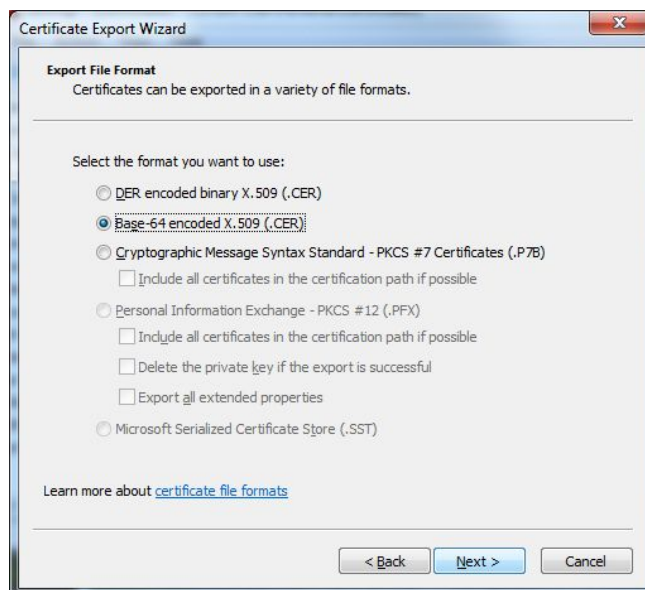 Certificate Export Wizard
Export File Format
Certificates can be exported in a variety of file formats.
Select the format you want to use:
DER encoded binary X.509 (.CER)
Base-64 encoded X.509 (.CER)
Cryptographic Message Syntax Standard - PKCS #7 Certificates (.P7B)
Include all certificates in the certification path if possible
Personal Information Exchange - PKCS #12 (.PFX)
Include all certificates in the certification path if possible
Delete the private key if the export is successful
Export all extended properties
Microsoft Serialized Certificate Store (.SST)
Learn more about certificate file formats
< Back Next > Cancel